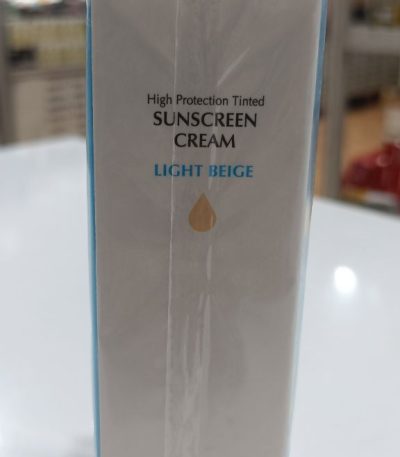 High Protection Tinted
SUNSCREEN
CREAM
LIGHT BEIGE